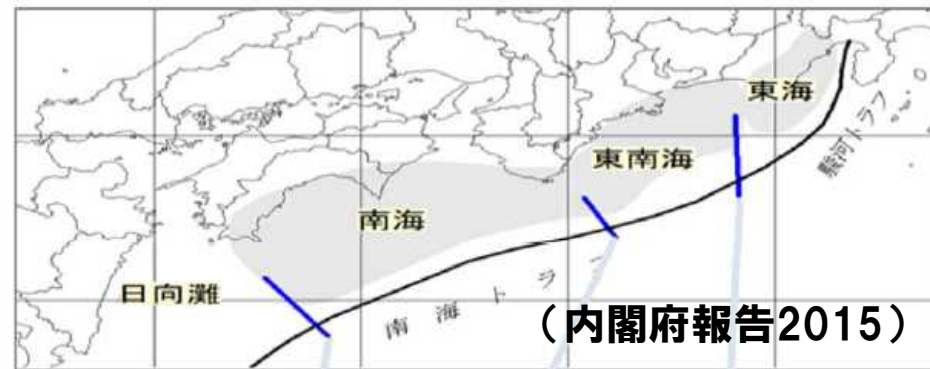 東海
駿河トラフ
東南海
南海
日向灘
南海トラフ
（内閣府報告2015）